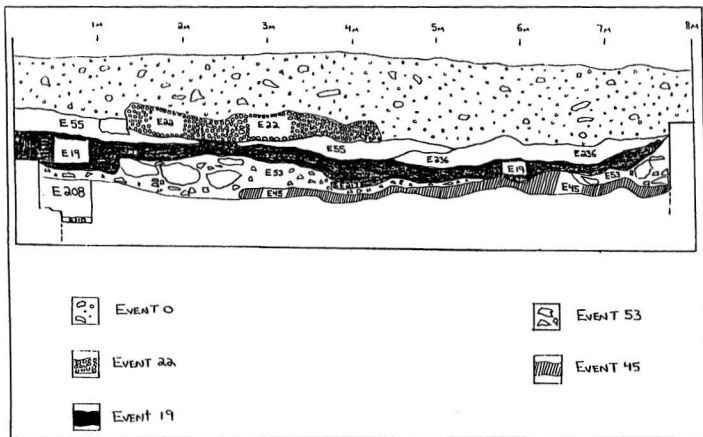 1M 2M 3M 4M 5M 6M 7M 8M
E55 E22 E22
E55
E19 E236 E236
E53 E19 E53
E208 E45 E45
EVENT 0
EVENT 53
EVENT 22
EVENT 45
EVENT 19